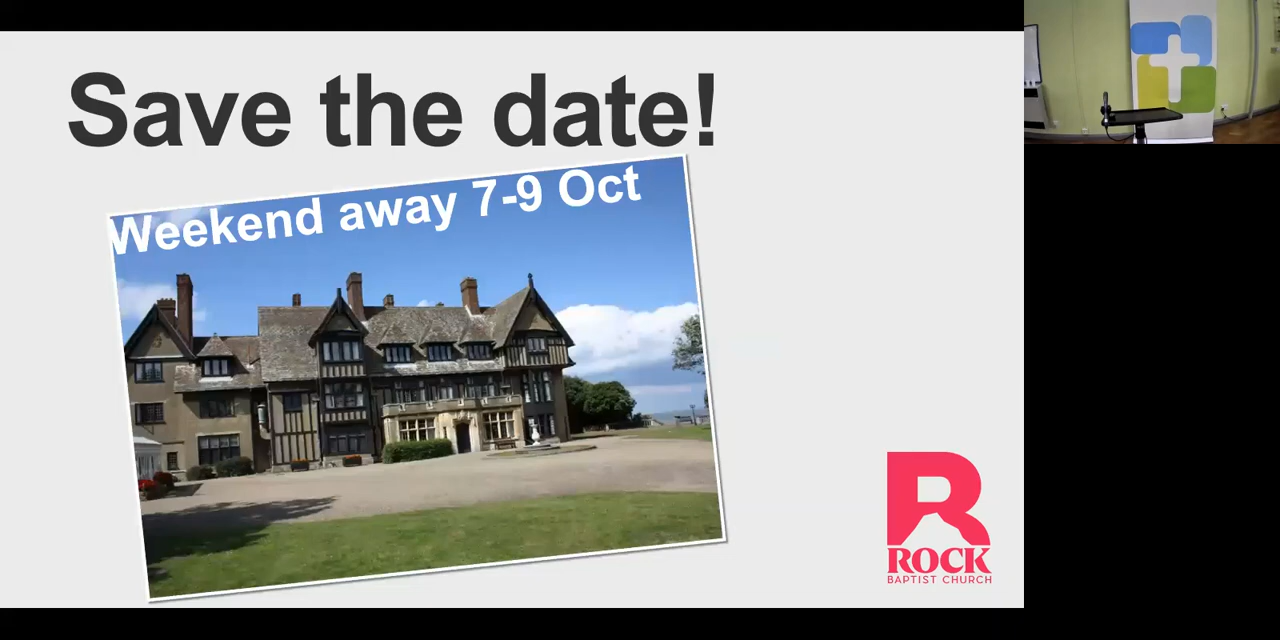 Save the date!
Weekend away 7-9 Oct
ROCK
BAPTIST CHURCH